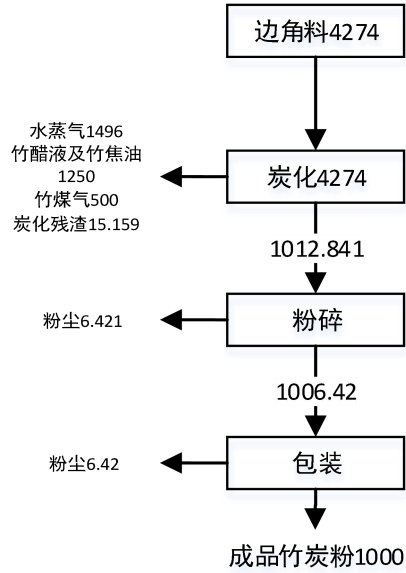 边角料4274
水蒸气1496
竹醋液及竹焦油
1250
竹煤气500
炭化残渣15.159
炭化4274
1012.841
粉尘6.421
粉碎
1006.42
粉尘6.42
包装
成品竹炭粉1000